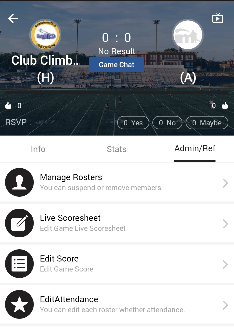 0 : 0
No Result
Club Climb..
(H)
Game Chat
(A)
0
0
RSVP
0 Yes
0 No
0 Maybe
Info
Stats
Admin/Ref
Manage Rosters
You can suspend or remove members
Live Scoresheet
Edit Game Live Scoresheet
Edit Score
Edit Game Score
EditAttendance
You can edit each roster whether attendance.